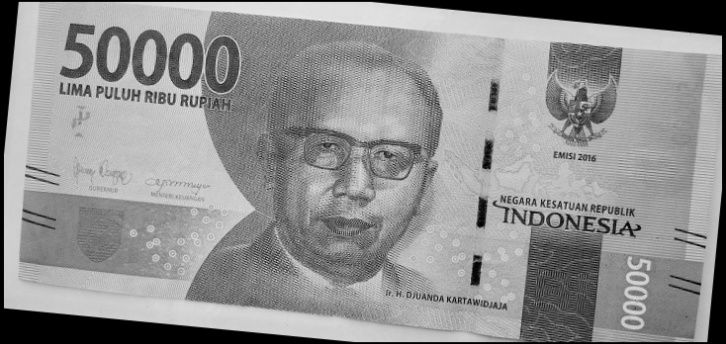 50000
LIMA PULUH RIBU RUPIAH
EMISI 2016
GUBERNUR
MENTERI KEUANGAN
NEGARA KESATUAN REPUBLIK
INDONESIA
Ir. H. DJUANDA KARTAWIDJAJA
50000